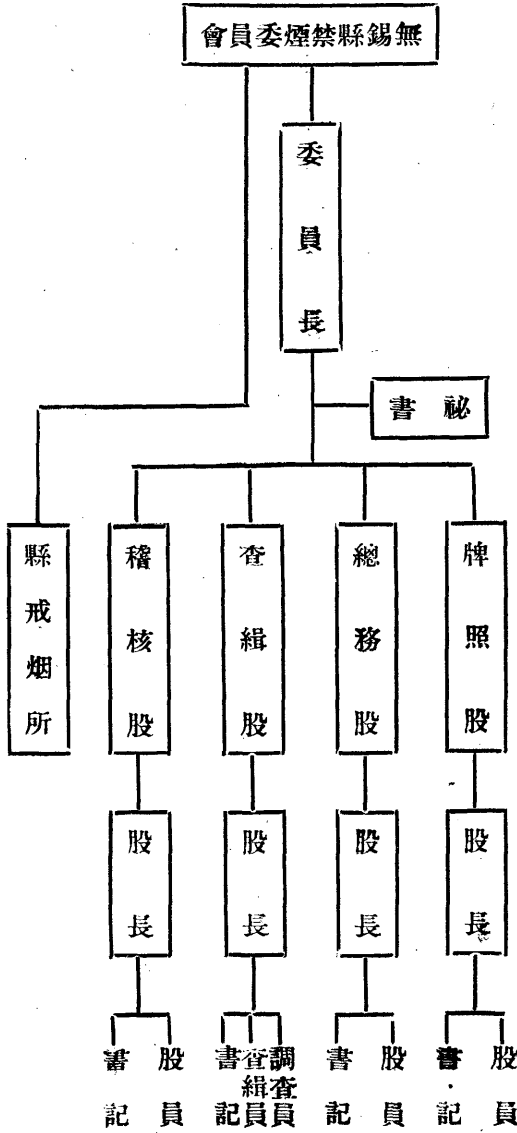 無錫縣禁煙委員會
委員長
祕書
牌照股
總務股
查緝股
稽核股
縣戒烟所
股長
股長
股長
股長
股員
書記
股員
書記
調查員
查緝員
書記
股員
書記